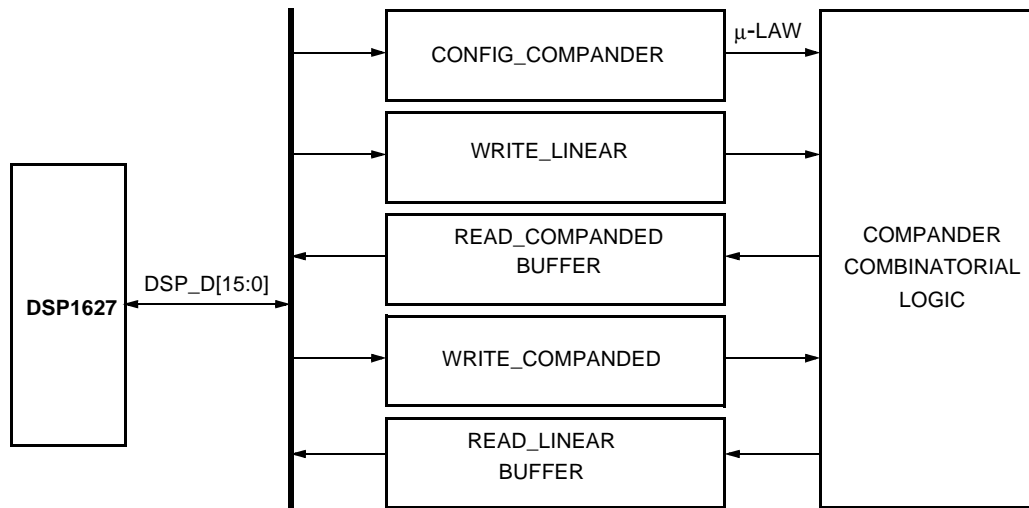 CONFIG_COMPANDER
μ-LAW
WRITE_LINEAR
READ_COMPANDED
BUFFER
COMPANDER
COMBINATORIAL
LOGIC
DSP_D[15:0]
DSP1627
WRITE_COMPANDED
READ_LINEAR
BUFFER